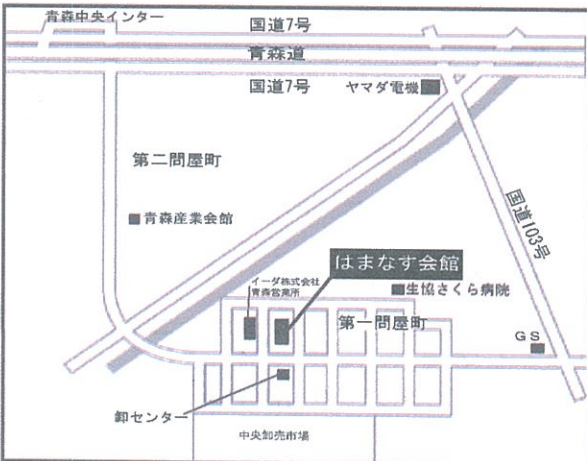 青森中央インター
国道7号
青森道
国道7号
ヤマダ電機
第二問屋町
国道103号
青森産業会館
はまなす会館
イーダ株式会社
青森営業所
生協さくら病院
第一問屋町
GS
卸センター
中央卸売市場